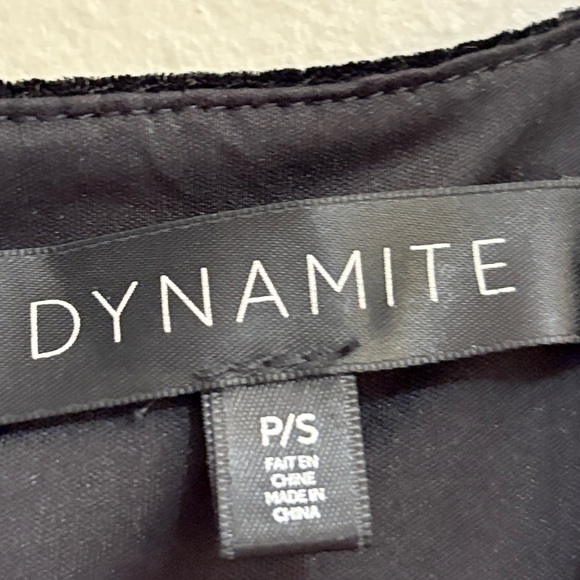 DYNAMITE
P/S
FAIT EN
CHINE
MADE IN
CHINA